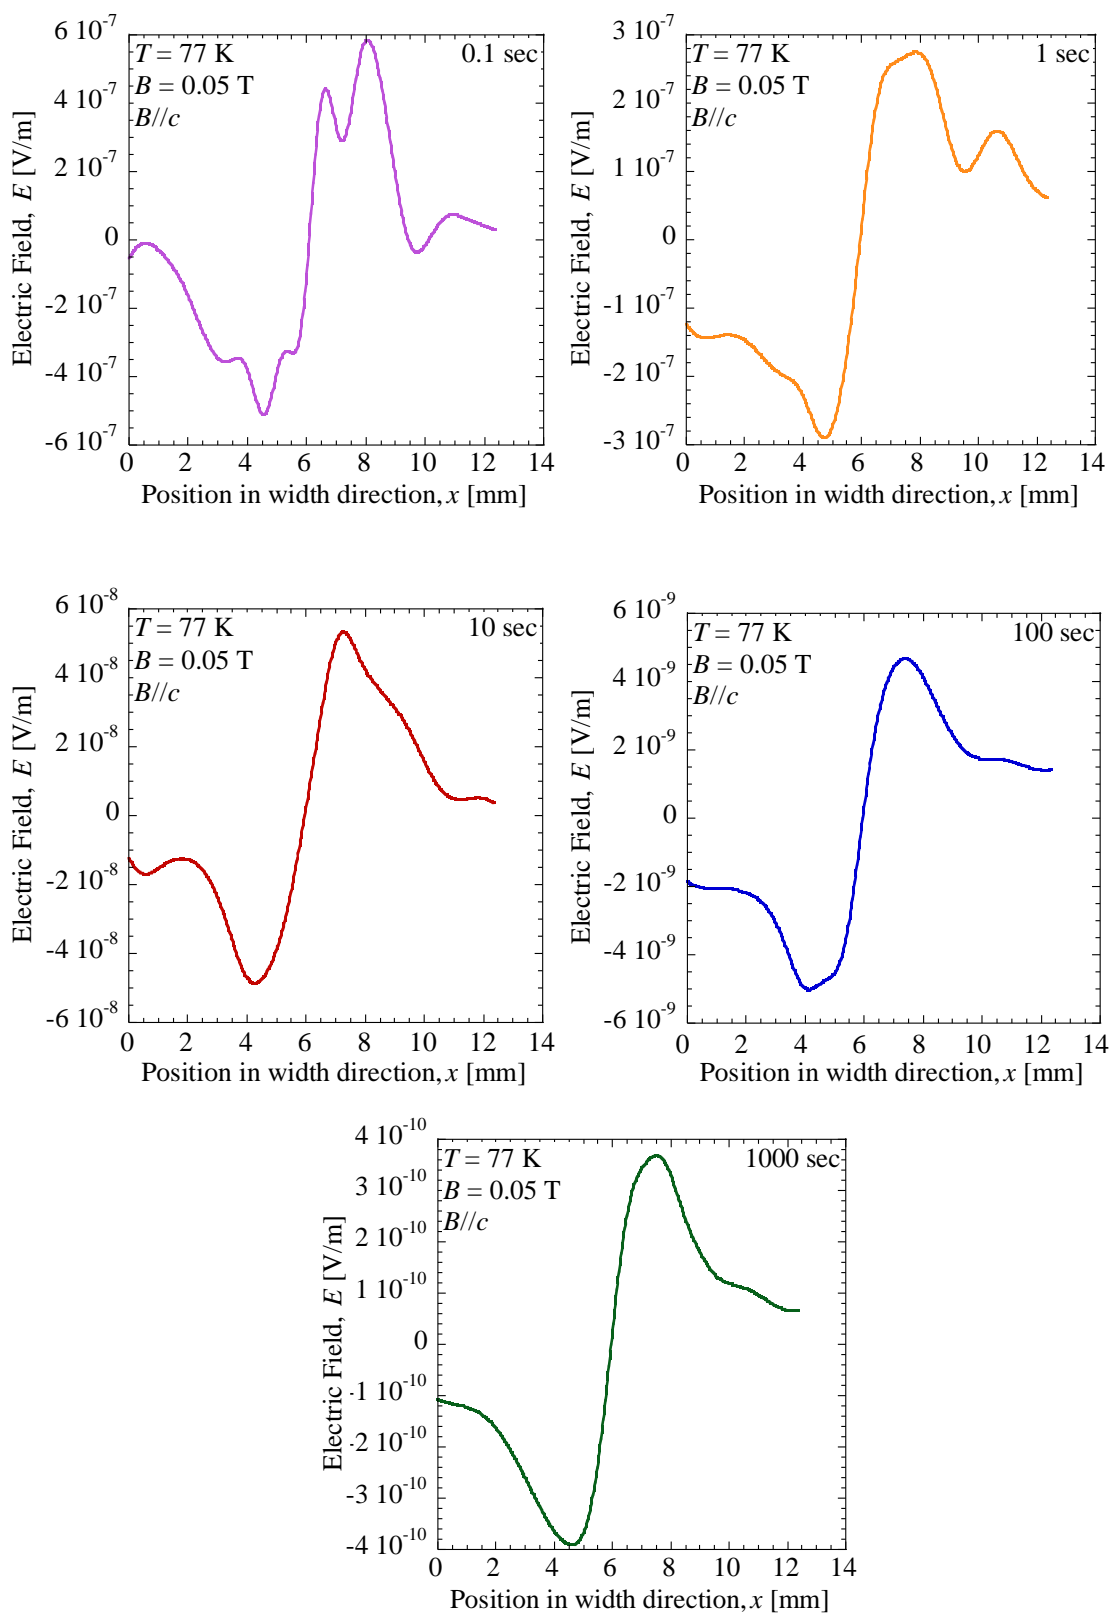 6 10-7
T = 77 K
0.1 sec
B = 0.05 T
4 10-7
B//c
2 10-7
0
-2 10-7
-4 10-7
-6 10-7
Electric Field, E [V/m]
0 2 4 6 8 10 12 14
Position in width direction, x [mm]
3 10-7
T = 77 K
1 sec
B = 0.05 T
2 10-7
B//c
1 10-7
0
-1 10-7
-2 10-7
-3 10-7
Electric Field, E [V/m]
0 2 4 6 8 10 12 14
Position in width direction, x [mm]
6 10-8
T = 77 K
10 sec
B = 0.05 T
4 10-8
B//c
2 10-8
0
-2 10-8
-4 10-8
-6 10-8
Electric Field, E [V/m]
0 2 4 6 8 10 12 14
Position in width direction, x [mm]
6 10-9
T = 77 K
100 sec
B = 0.05 T
4 10-9
B//c
2 10-9
0
-2 10-9
-4 10-9
-6 10-9
Electric Field, E [V/m]
0 2 4 6 8 10 12 14
Position in width direction, x [mm]
4 10-10
T = 77 K
1000 sec
3 10-10
B = 0.05 T
B//c
2 10-10
1 10-10
0
-1 10-10
-2 10-10
-3 10-10
-4 10-10
Electric Field, E [V/m]
0 2 4 6 8 10 12 14
Position in width direction, x [mm]